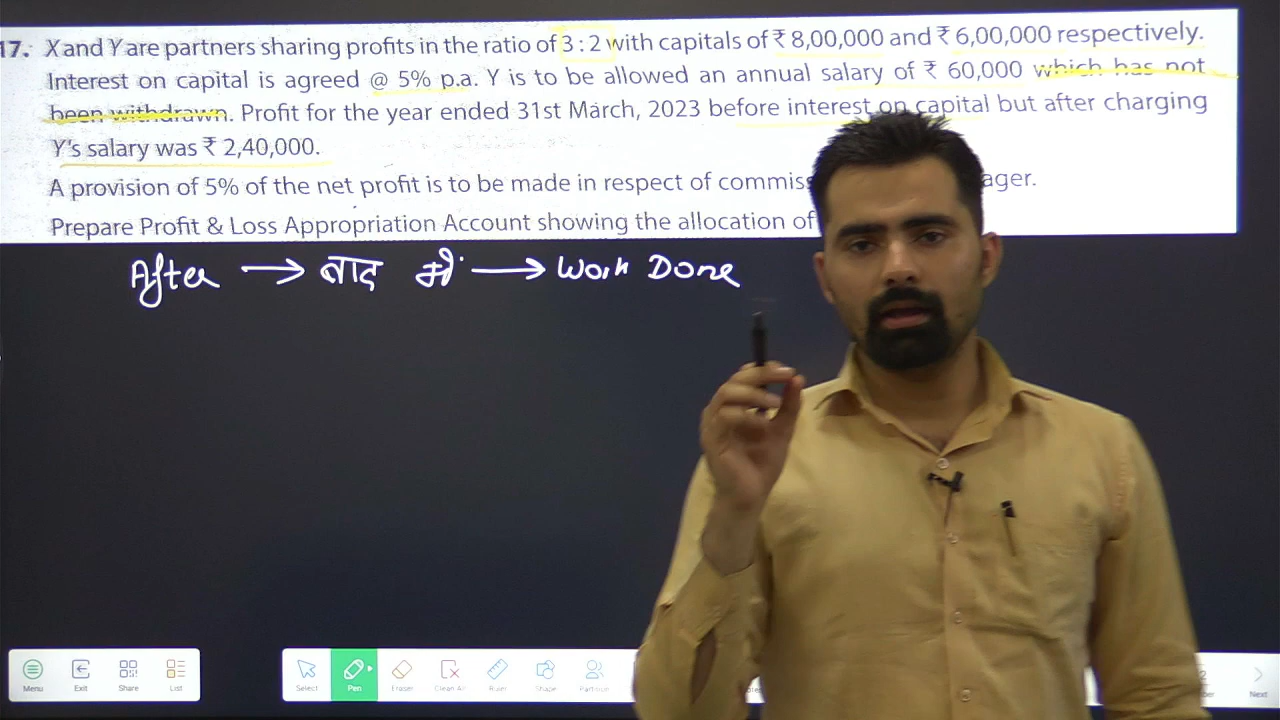 17. X and Y are partners sharing profits in the ratio of 3 : 2 with capitals of ₹ 8,00,000 and ₹ 6,00,000 respectively.
Interest on capital is agreed @ 5% p.a. Y is to be allowed an annual salary of ₹ 60,000 which has not
been withdrawn. Profit for the year ended 31st March, 2023 before interest on capital but after charging
Y's salary was ₹ 2,40,000.
A provision of 5% of the net profit is to be made in respect of commiss ager.
Prepare Profit & Loss Appropriation Account showing the allocation of
After → बाद में → Work Done
Menu Exit Share List Select Pen Eraser Clean All Ruler Shape Partition Next